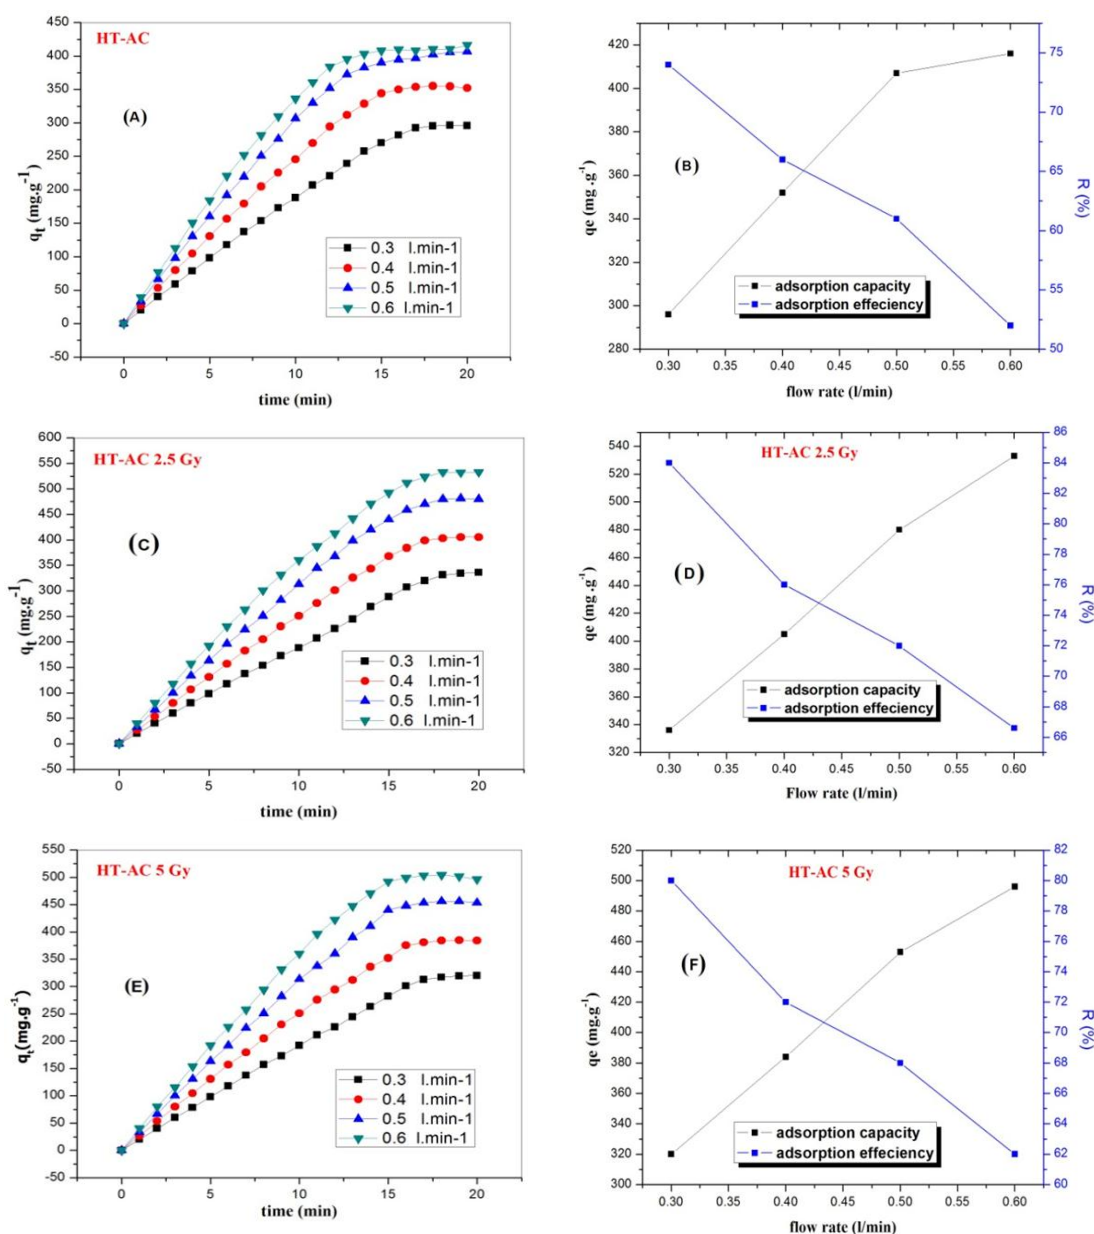 HT-AC
(A)
450
400
350
300
250
200
150
100
50
0
-50
qt (mg.g-1)
0.3 l.min-1
0.4 l.min-1
0.5 l.min-1
0.6 l.min-1
0 5 10 15 20
time (min)
(B)
420
400
380
360
340
320
300
280
qe (mg .g-1)
75
70
65
60
55
50
R (%)
adsorption capacity
adsorption effeciency
0.30 0.35 0.40 0.45 0.50 0.55 0.60
flow rate (l/min)
HT-AC 2.5 Gy
(C)
600
550
500
450
400
350
300
250
200
150
100
50
0
-50
qt (mg.g-1)
0.3 l.min-1
0.4 l.min-1
0.5 l.min-1
0.6 l.min-1
0 5 10 15 20
time (min)
HT-AC 2.5 Gy
(D)
540
520
500
480
460
440
420
400
380
360
340
320
qe (mg .g-1)
86
84
82
80
78
76
74
72
70
68
66
R (%)
adsorption capacity
adsorption effeciency
0.30 0.35 0.40 0.45 0.50 0.55 0.60
Flow rate (l/min)
HT-AC 5 Gy
(E)
550
500
450
400
350
300
250
200
150
100
50
0
-50
qt(mg.g-1)
0.3 l.min-1
0.4 l.min-1
0.5 l.min-1
0.6 l.min-1
0 5 10 15 20
time (min)
HT-AC 5 Gy
(F)
520
500
480
460
440
420
400
380
360
340
320
300
qe (mg.g-1)
82
80
78
76
74
72
70
68
66
64
62
60
R (%)
adsorption capacity
adsorption effeciency
0.30 0.35 0.40 0.45 0.50 0.55 0.60
flow rate (l/min)